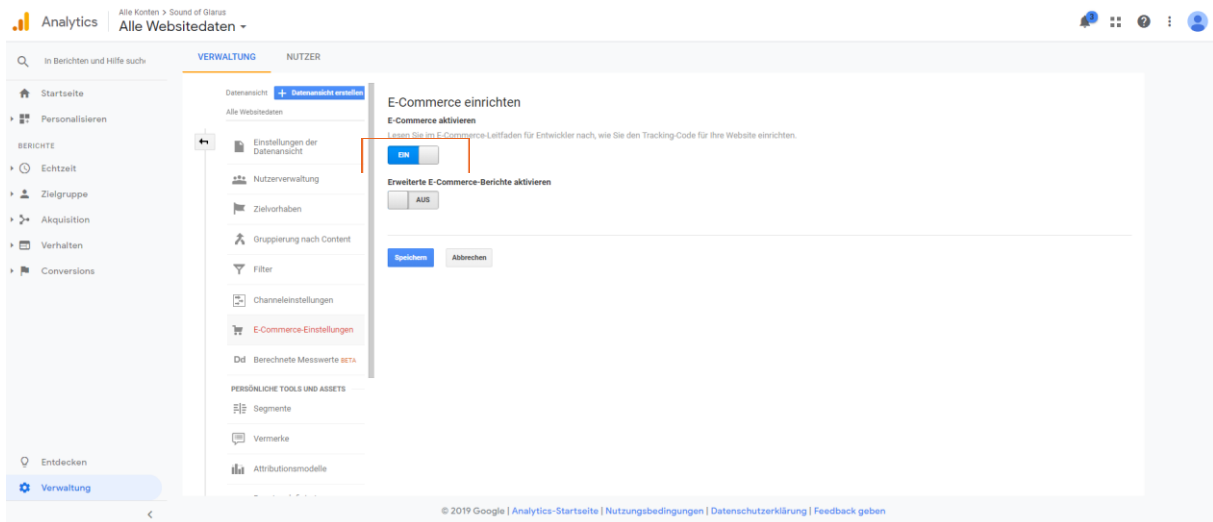 Analytics
Alle Konten > Sound of Glarus
Alle Websitedaten
3
In Berichten und Hilfe suche
Startseite
Personalisieren
BERICHTE
Echtzeit
Zielgruppe
Akquisition
Verhalten
Conversions
Entdecken
Verwaltung
VERWALTUNG NUTZER
Datenansicht + Datenansicht erstellen
Alle Websitedaten
Einstellungen der
Datenansicht
Nutzerverwaltung
Zielvorhaben
Gruppierung nach Content
Filter
Channeleinstellungen
E-Commerce-Einstellungen
Dd Berechnete Messwerte BETA
PERSÖNLICHE TOOLS UND ASSETS
Segmente
Vermerke
Attributionsmodelle
E-Commerce einrichten
E-Commerce aktivieren
Lesen Sie im E-Commerce-Leitfaden für Entwickler nach, wie Sie den Tracking-Code für Ihre Website einrichten.
EIN
Erweiterte E-Commerce-Berichte aktivieren
AUS
Speichern Abbrechen
© 2019 Google | Analytics-Startseite | Nutzungsbedingungen | Datenschutzerklärung | Feedback geben